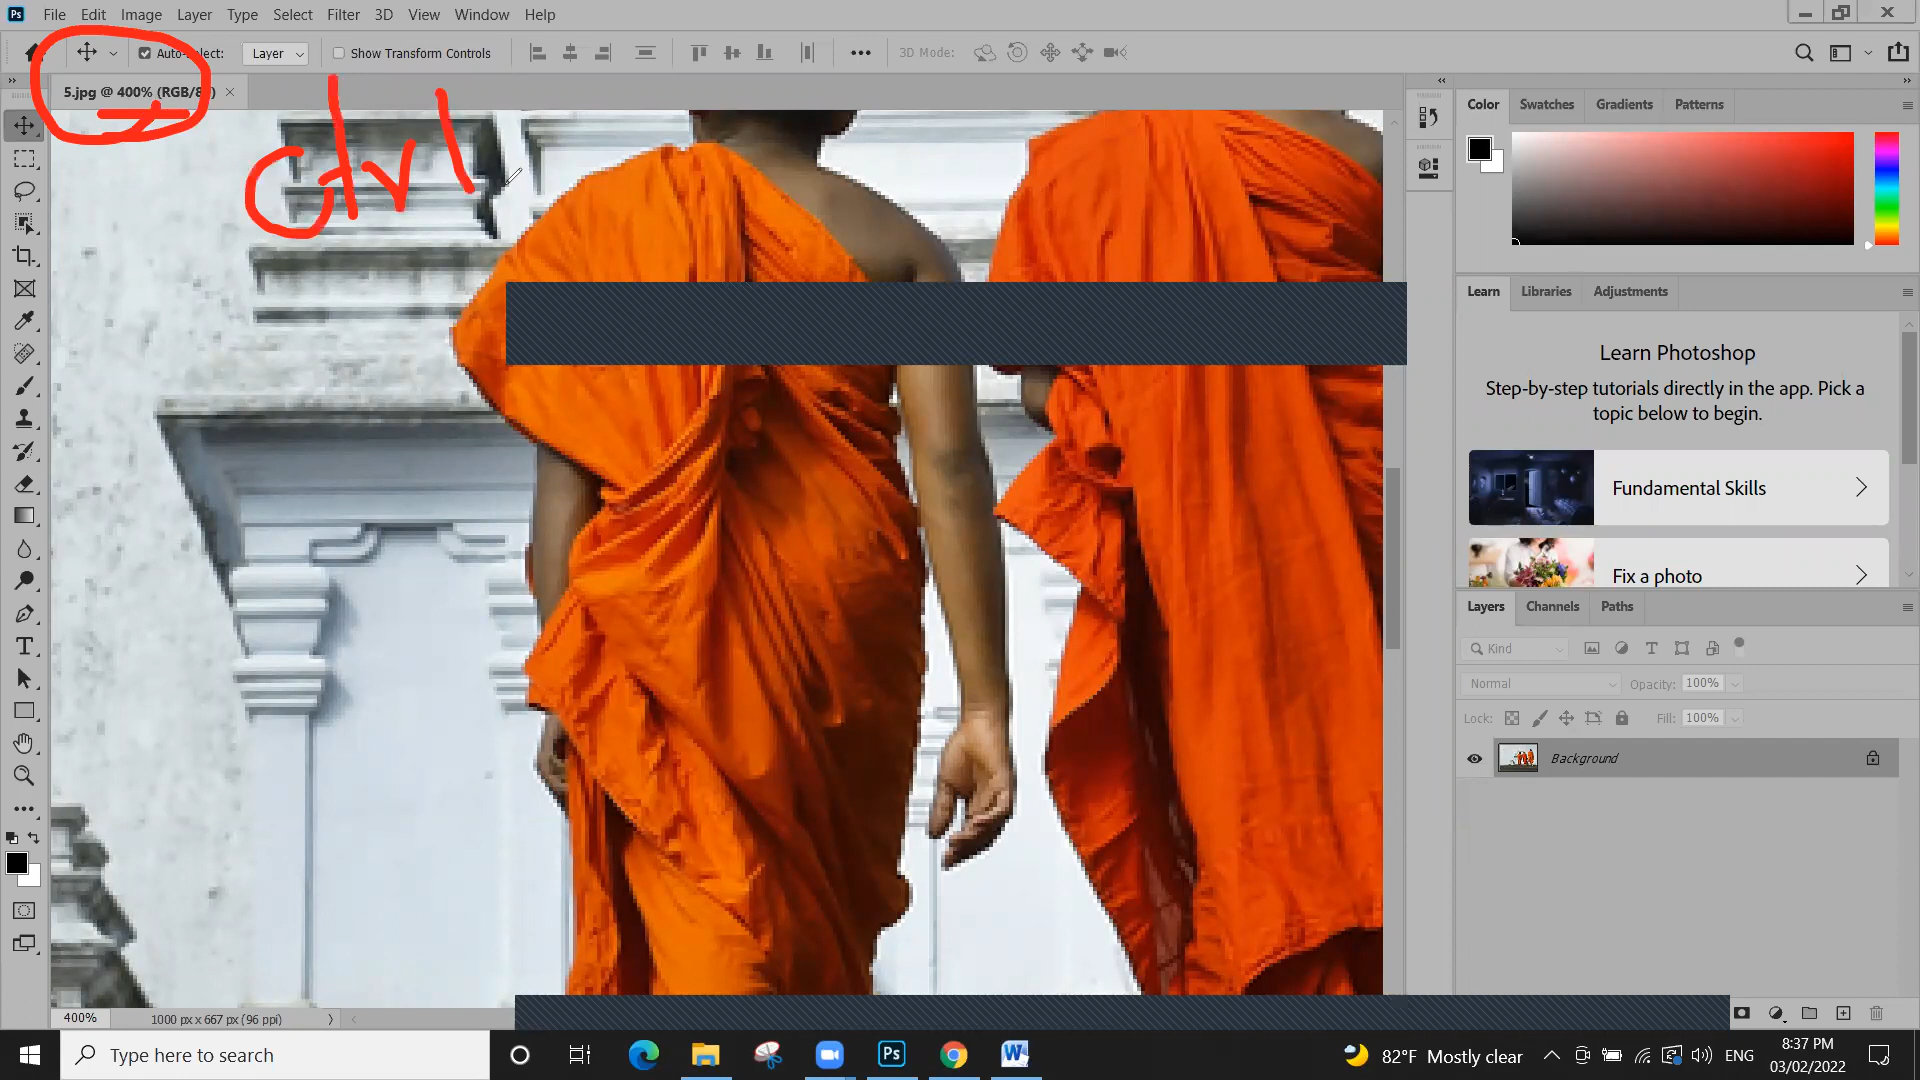 Ps File Edit Image Layer Type Select Filter 3D View Window Help
Auto-Select: Layer Show Transform Controls 3D Mode:
5.jpg @ 400% (RGB/8
ctrl
Color Swatches Gradients Patterns
Learn Libraries Adjustments
Learn Photoshop
Step-by-step tutorials directly in the app. Pick a
topic below to begin.
Fundamental Skills
Fix a photo
Layers Channels Paths
Kind
Normal Opacity: 100%
Lock: Fill: 100%
Background
400% 1000 px x 667 px (96 ppi)
Type here to search
Ps
W
82°F Mostly clear
ENG
8:37 PM
03/02/2022